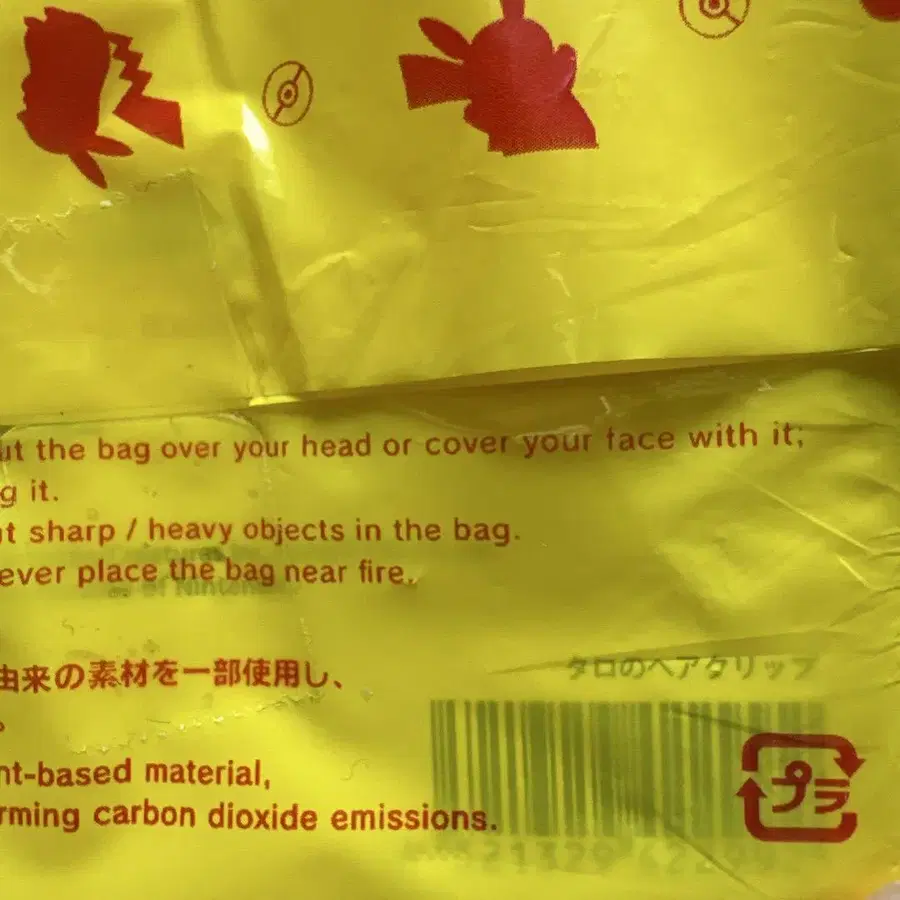 ut the bag over your head or cover your face with it;
g it.
ut sharp / heavy objects in the bag.
ever place the bag near fire.
由来の素材を一部使用し、
。
タロのヘアクリップ
nt-based material,
rming carbon dioxide emissions.
プラ